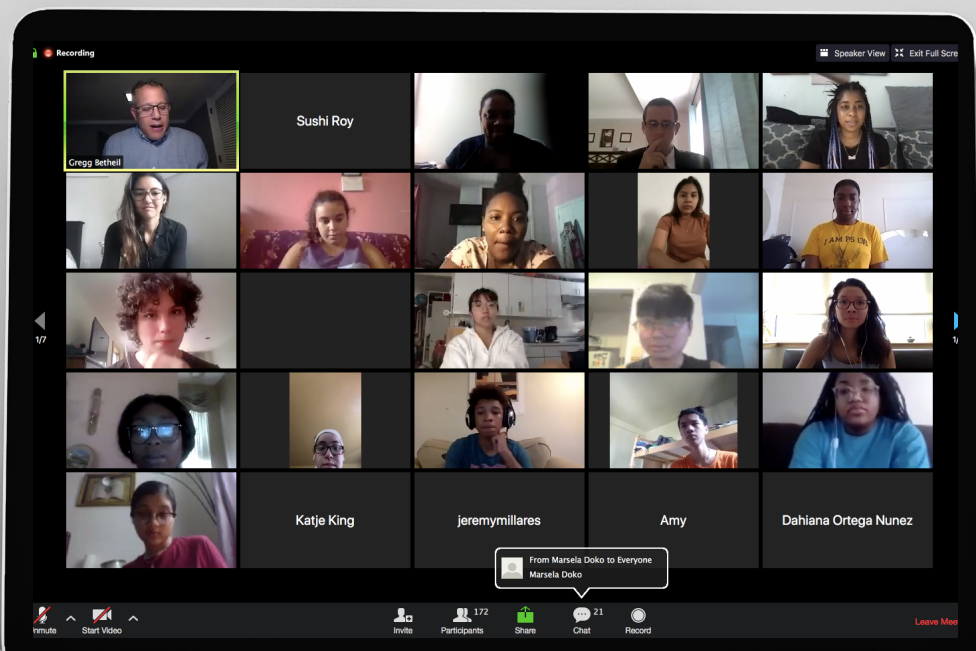 Recording
Speaker View
Exit Full Scre
Gregg Betheil
Sushi Roy
I AM PS
1/7
1/
Katje King
jeremymillares
Amy
Dahiana Ortega Nunez
From Marsela Doko to Everyone
Marsela Doko
nmute
Start Video
Invite
172
Participants
Share
21
Chat
Record
Leave Mee